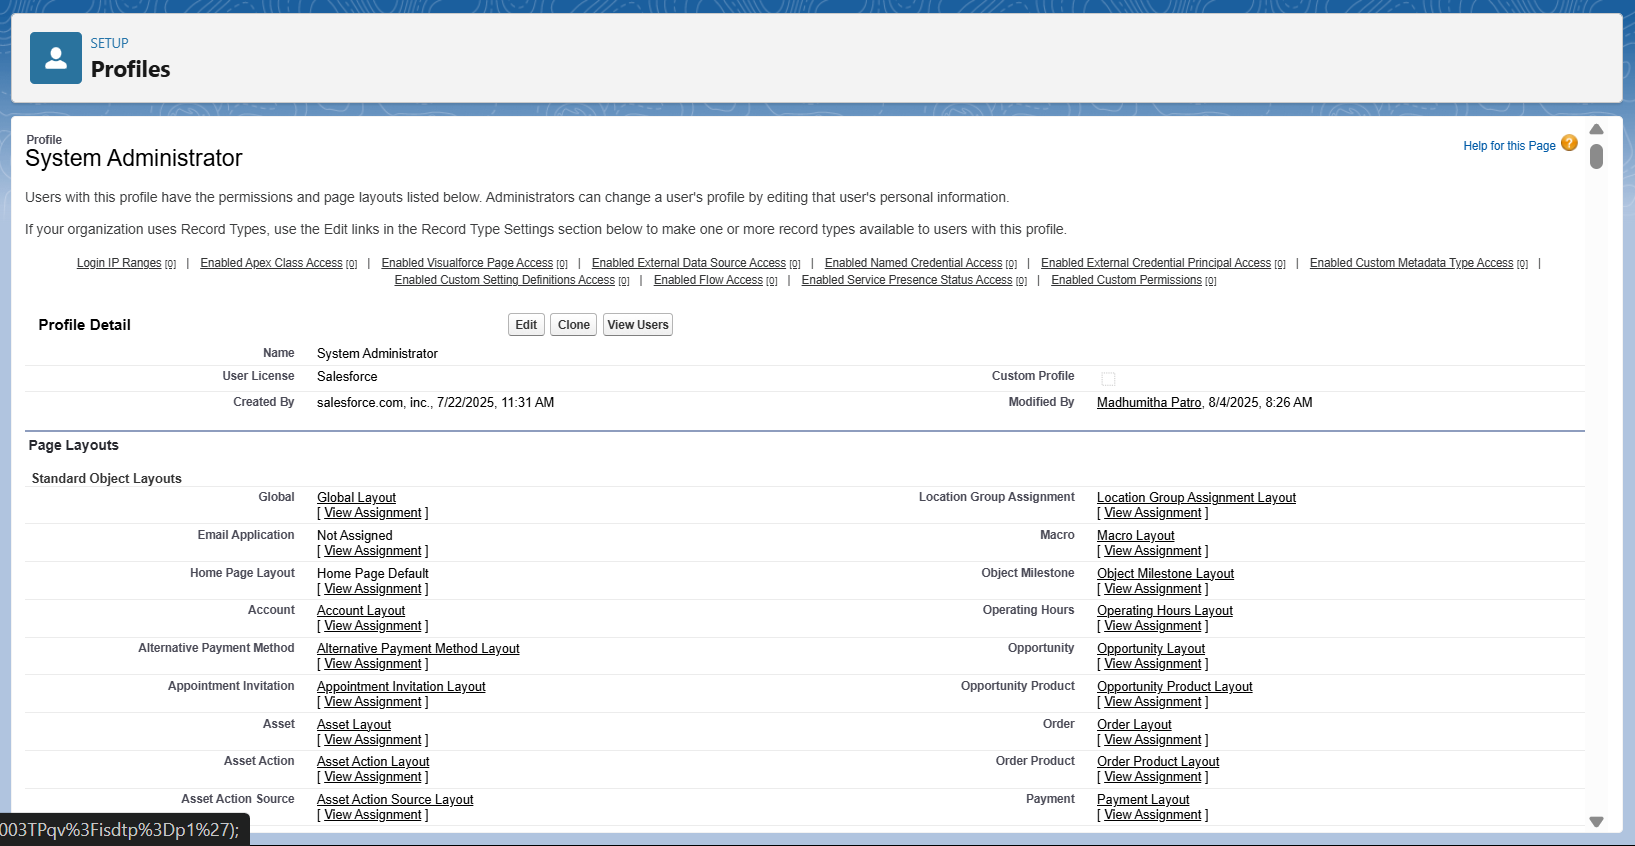 SETUP
Profiles
Profile
System Administrator
Help for this Page ?
Users with this profile have the permissions and page layouts listed below. Administrators can change a user's profile by editing that user's personal information.
If your organization uses Record Types, use the Edit links in the Record Type Settings section below to make one or more record types available to users with this profile.
Login IP Ranges [0] | Enabled Apex Class Access [0] | Enabled Visualforce Page Access [0] | Enabled External Data Source Access [0] | Enabled Named Credential Access [0] | Enabled External Credential Principal Access [0] | Enabled Custom Metadata Type Access [0] |
Enabled Custom Setting Definitions Access [0] | Enabled Flow Access [0] | Enabled Service Presence Status Access [0] | Enabled Custom Permissions [0]
Profile Detail Edit Clone View Users
Name System Administrator
User License Salesforce Custom Profile
Created By salesforce.com, inc., 7/22/2025, 11:31 AM Modified By Madhumitha Patro, 8/4/2025, 8:26 AM
Page Layouts
Standard Object Layouts
Global Global Layout Location Group Assignment Location Group Assignment Layout
[ View Assignment ] [ View Assignment ]
Email Application Not Assigned Macro Macro Layout
[ View Assignment ] [ View Assignment ]
Home Page Layout Home Page Default Object Milestone Object Milestone Layout
[ View Assignment ] [ View Assignment ]
Account Account Layout Operating Hours Operating Hours Layout
[ View Assignment ] [ View Assignment ]
Alternative Payment Method Alternative Payment Method Layout Opportunity Opportunity Layout
[ View Assignment ] [ View Assignment ]
Appointment Invitation Appointment Invitation Layout Opportunity Product Opportunity Product Layout
[ View Assignment ] [ View Assignment ]
Asset Asset Layout Order Order Layout
[ View Assignment ] [ View Assignment ]
Asset Action Asset Action Layout Order Product Order Product Layout
[ View Assignment ] [ View Assignment ]
Asset Action Source Asset Action Source Layout Payment Payment Layout
[ View Assignment ] [ View Assignment ]
003TPqv%3Fisdtp%3Dp1%27);